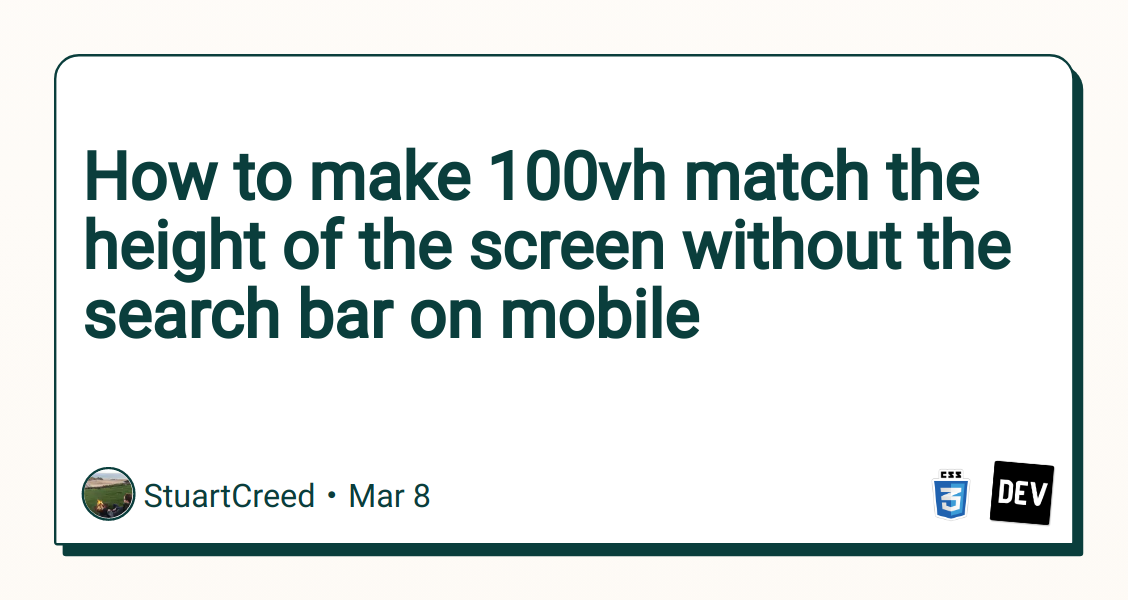 How to make 100vh match the
height of the screen without the
search bar on mobile
StuartCreed • Mar 8
CSS
3
DEV